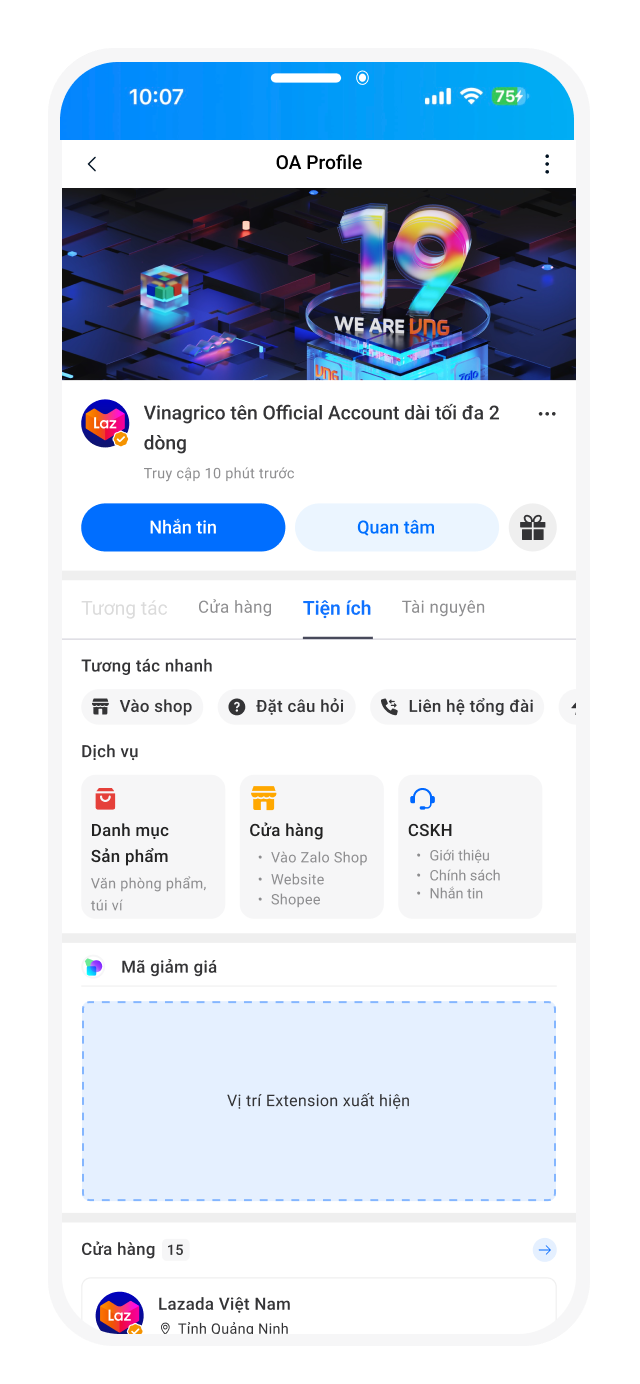 10:07
75
OA Profile
19
WE ARE VNG
VNG
Zalo
Laz
Vinagrico tên Official Account dài tối đa 2
dòng
Truy cập 10 phút trước
Nhắn tin
Quan tâm
Tương tác
Cửa hàng
Tiện ích
Tài nguyên
Tương tác nhanh
Vào shop
Đặt câu hỏi
Liên hệ tổng đài
Dịch vụ
Danh mục
Sản phẩm
Văn phòng phẩm,
túi ví
Cửa hàng
• Vào Zalo Shop
• Website
• Shopee
CSKH
• Giới thiệu
• Chính sách
• Nhắn tin
Mã giảm giá
Vị trí Extension xuất hiện
Cửa hàng 15
Laz
Lazada Việt Nam
Tỉnh Quảng Ninh